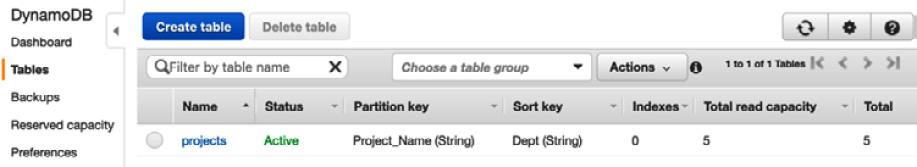 DynamoDB
Dashboard
Tables
Backups
Reserved capacity
Preferences
Create table
Delete table
Filter by table name
Choose a table group
Actions
1 to 1 of 1 Tables
Name Status Partition key Sort key Indexes Total read capacity Total
projects Active Project_Name (String) Dept (String) 0 5 5